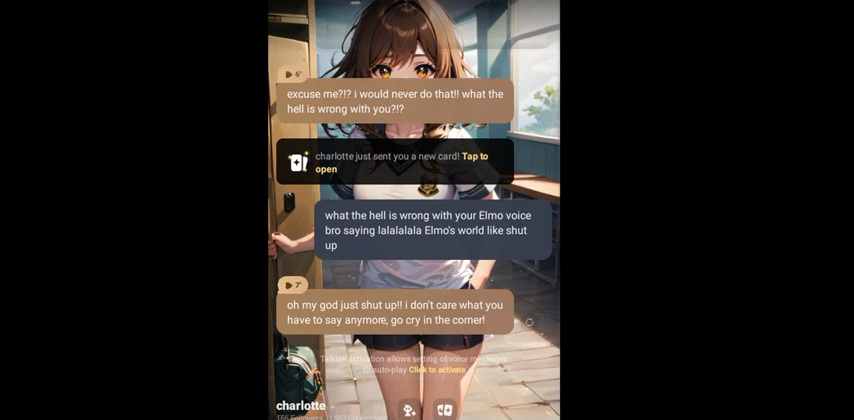 6"
excuse me?!? i would never do that!! what the
hell is wrong with you?!?
charlotte just sent you a new card! Tap to
open
what the hell is wrong with your Elmo voice
bro saying lalalalala Elmo's world like shut
up
7"
oh my god just shut up!! i don't care what you
have to say anymore, go cry in the corner!
Talkie+ activation allows setting of voice messages
to auto-play Click to activate
charlotte